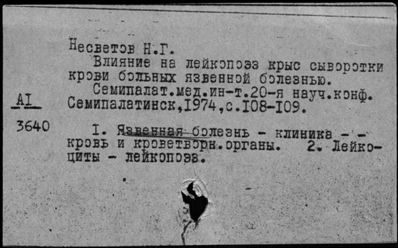 Несветов Н.Г.
Влияние на лейкопоэз крыс сыворотки
крови больных язвенной болезнью.
Семипалат.мед.ин-т.20-я науч.конф.
Семипалатинск,1974,с.108-109.
АI
3640
1. Язвенная болезнь - клиника - -
кровь и кроветворн.органы. 2. Лейко-
циты - лейкопоэз.